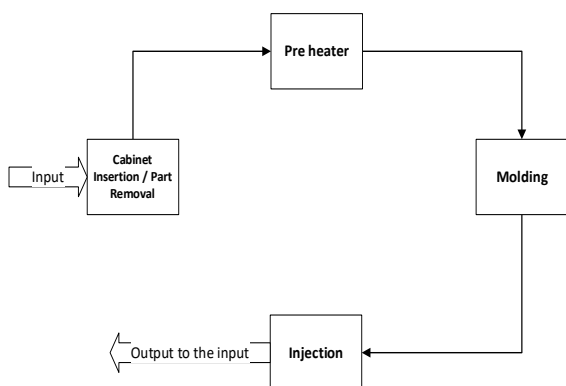 Pre heater
Input
Cabinet
Insertion / Part
Removal
Molding
Output to the input
Injection